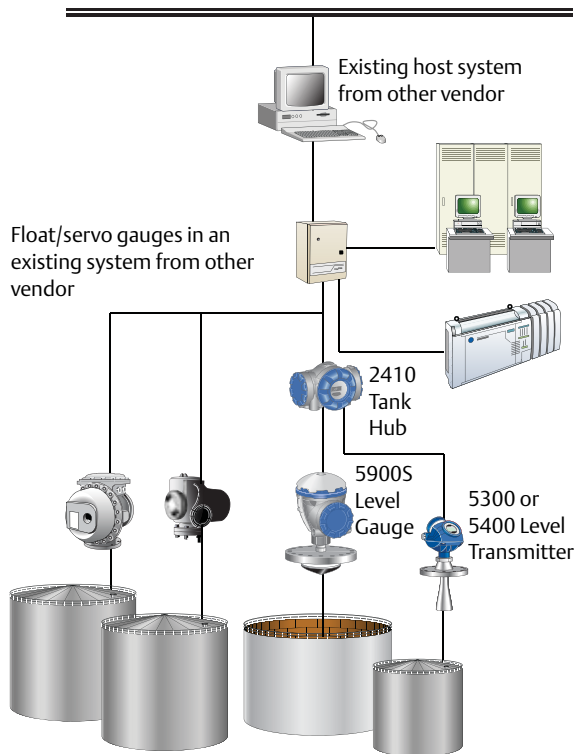 Existing host system
from other vendor
Float/servo gauges in an
existing system from other
vendor
2410
Tank
Hub
5900S
Level
Gauge
5300 or
5400 Level
Transmitter